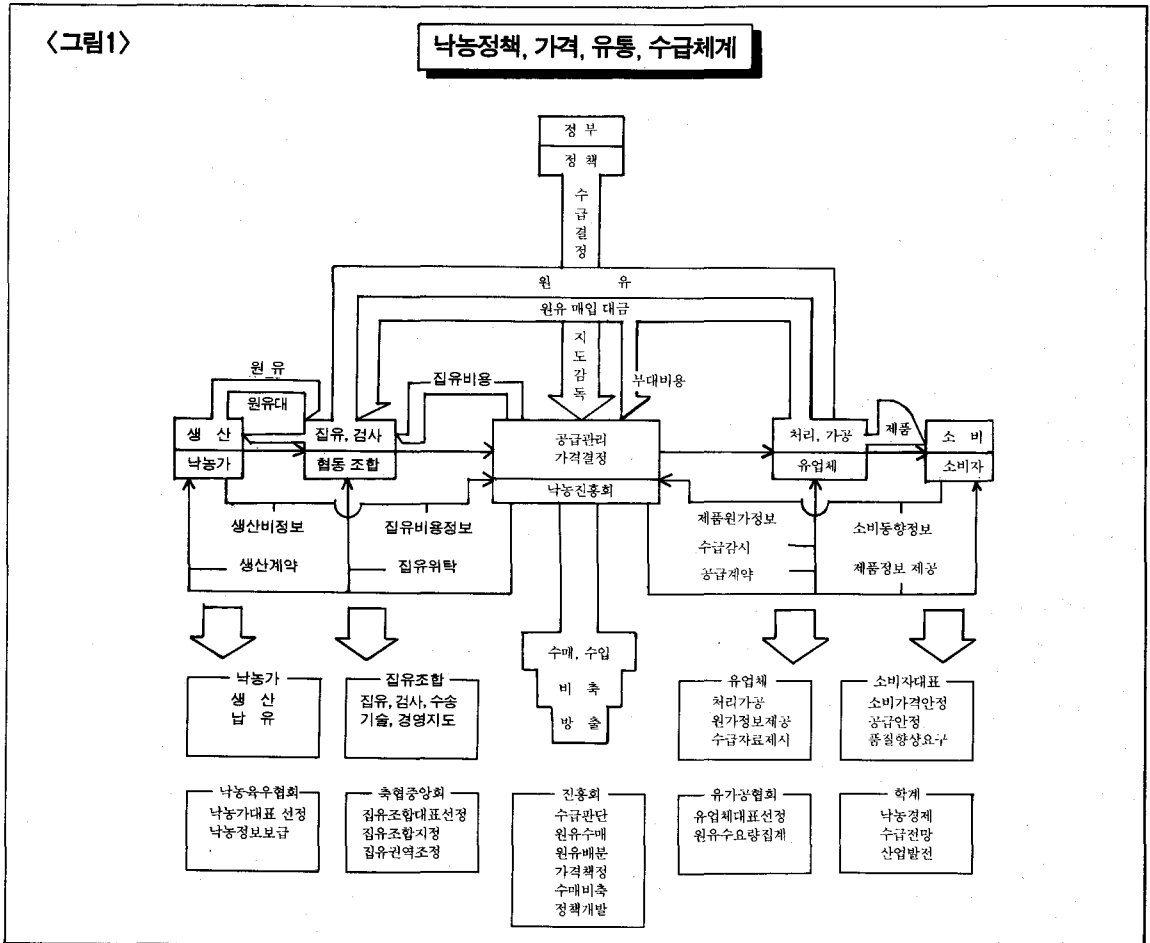 〈그림1〉
낙농정책, 가격, 유통, 수급체계
정 부
정 책
수급결정
원 유
원유 매입 대금
지도감독
부대비용
집유비용
원 유
원유대
생 산
낙농가
집유, 검사
협동 조합
공급관리
가격결정
낙농진흥회
처리, 가공
유업체
제품
소 비
소비자
생산비정보
집유비용정보
생산계약
집유위탁
제품원가정보
수급감시
공급계약
소비동향정보
제품정보 제공
수매, 수입
비 축
방 출
낙농가
생 산
납 유
집유조합
집유, 검사, 수송
기술, 경영지도
유업체
처리가공
원가정보제공
수급자료제시
소비자대표
소비가격안정
공급안정
품질향상요구
낙농육우협회
낙농가대표 선정
낙농정보보급
축협중앙회
집유조합대표선정
집유조합지정
집유권역조정
진흥회
수급판단
원유수매
원유배분
가격책정
수매비축
정책개발
유가공협회
유업체대표선정
원유수요량집계
학계
낙농경제
수급전망
산업발전